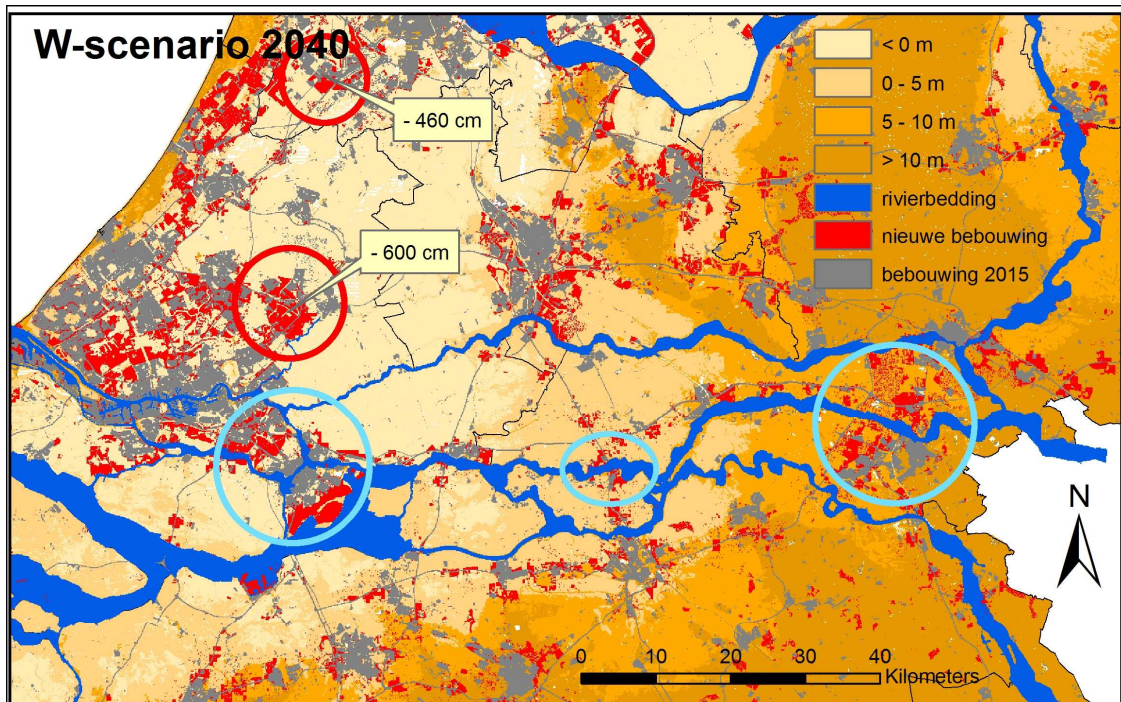 W-scenario 2040
- 460 cm
- 600 cm
< 0 m
0 - 5 m
5 - 10 m
> 10 m
rivierbedding
nieuwe bebouwing
bebouwing 2015
N
0 10 20 30 40
Kilometers